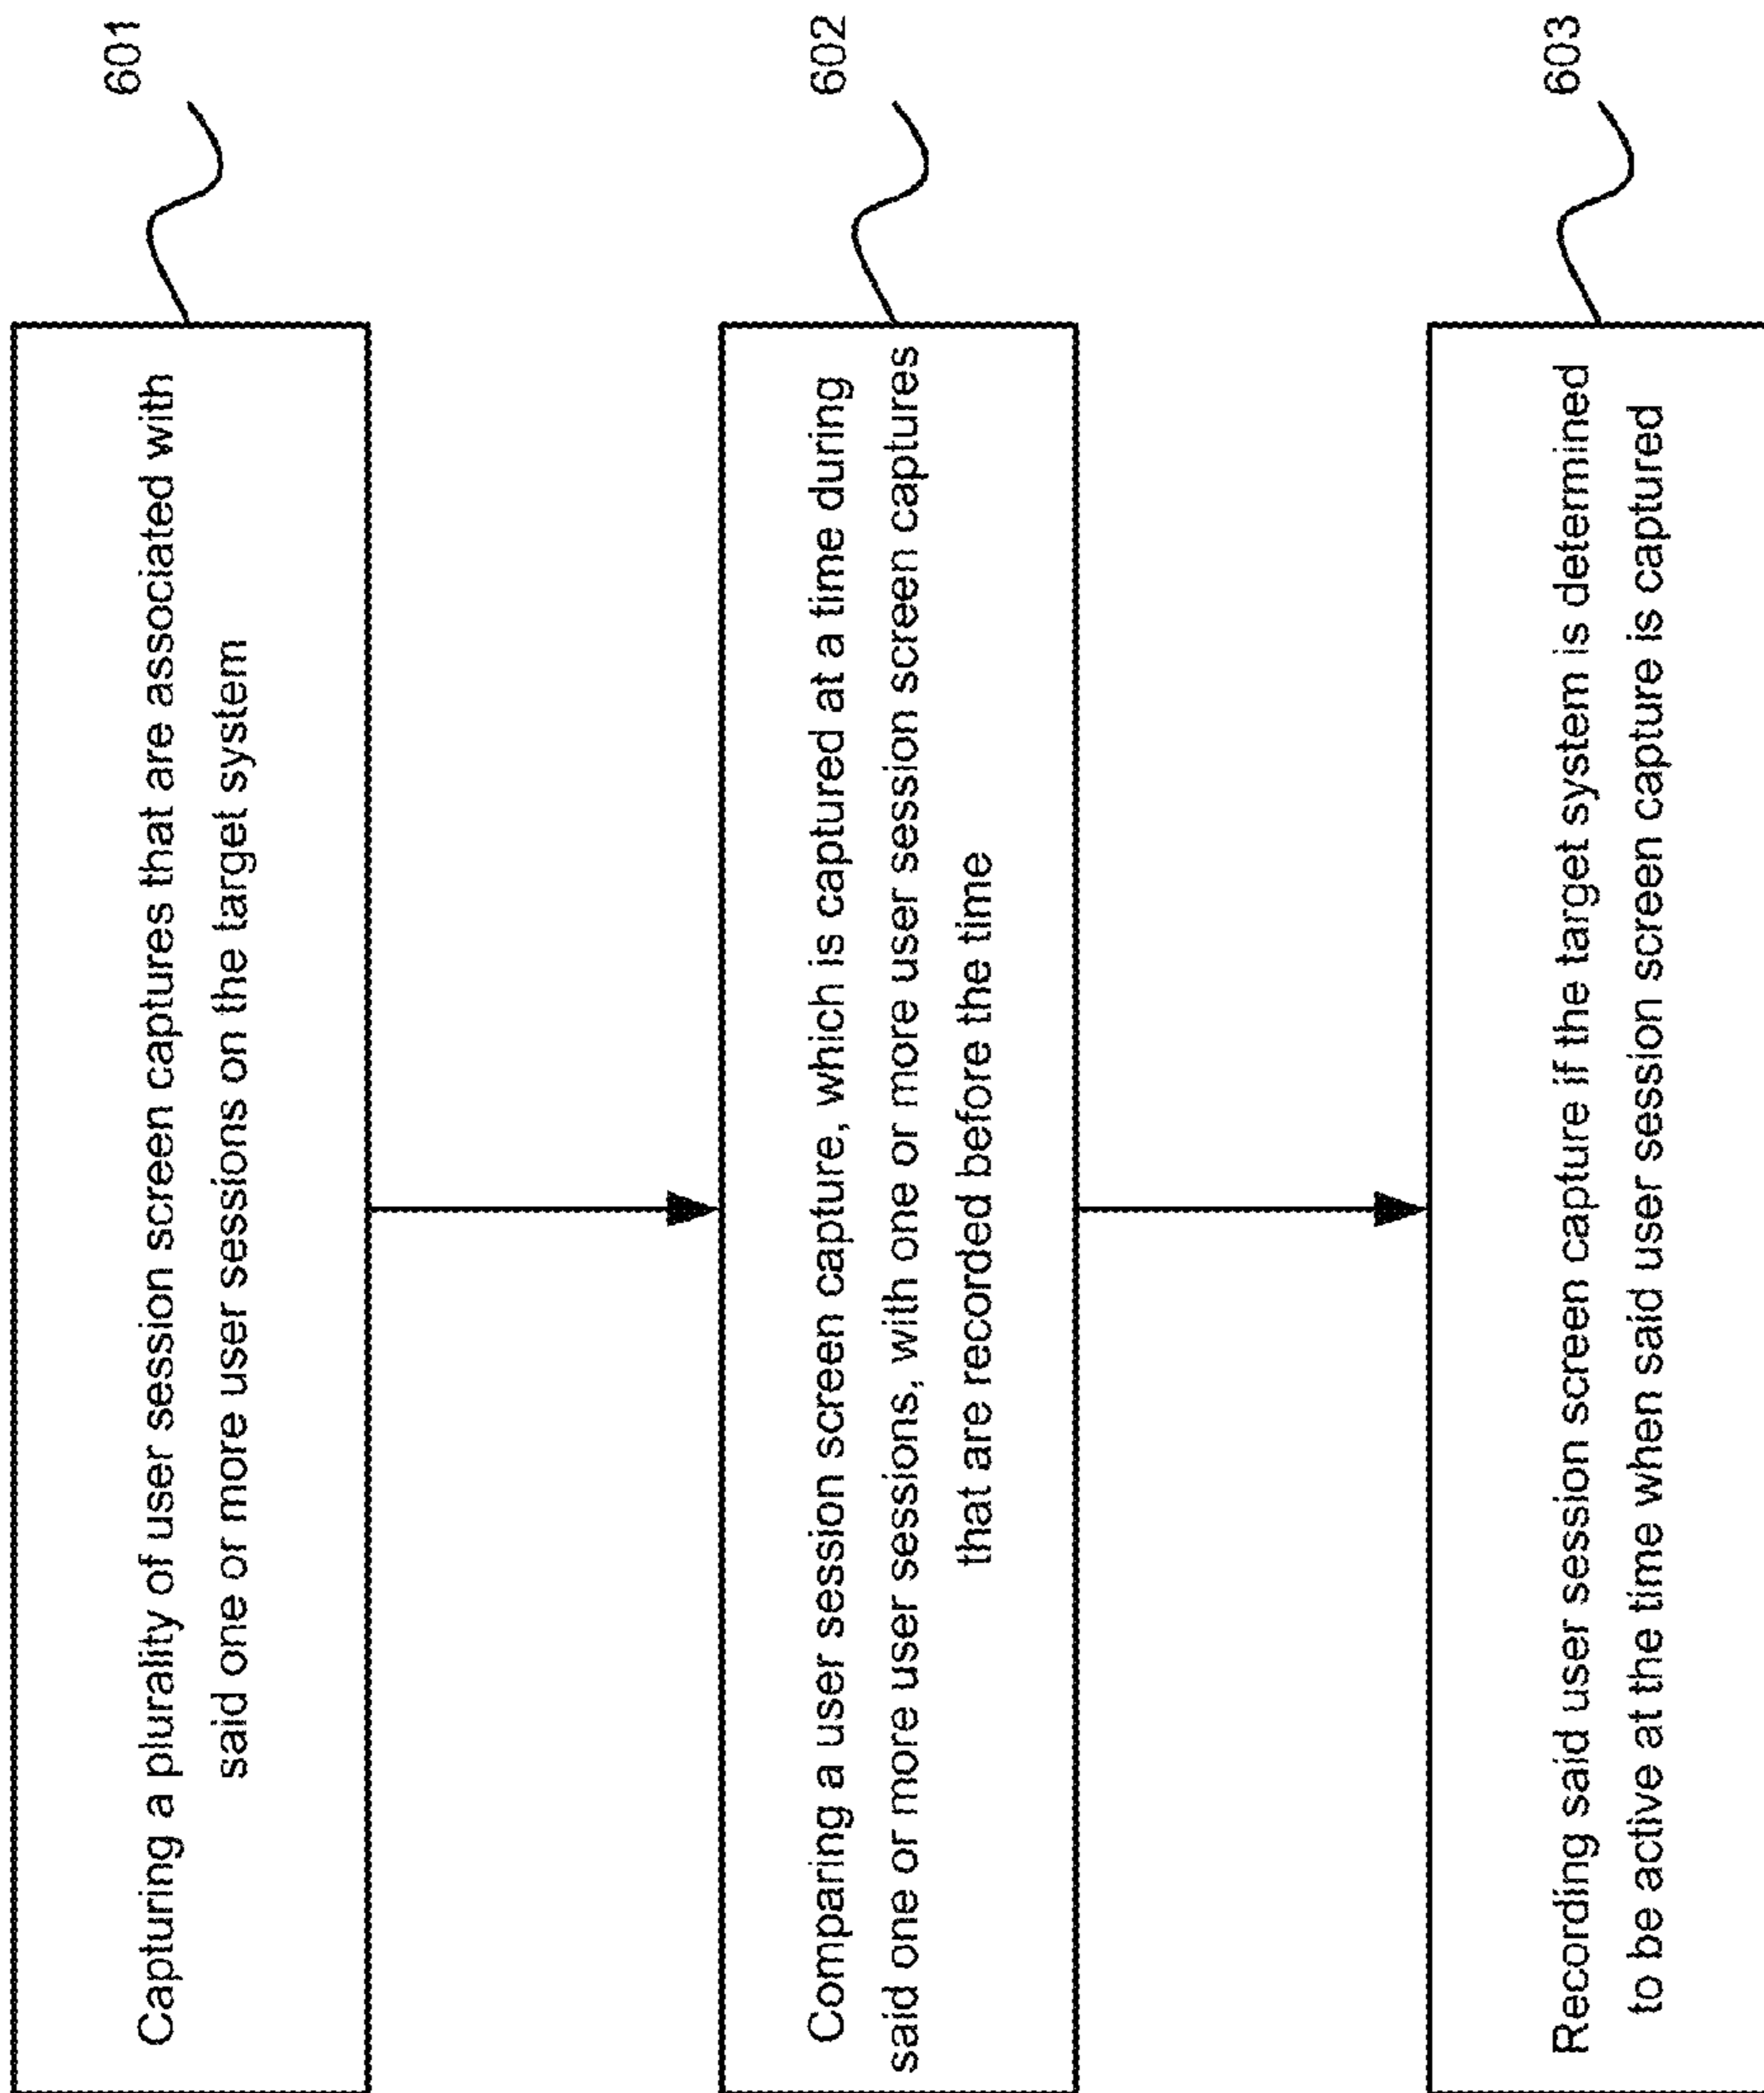 601
Capturing a plurality of user session screen captures that are associated with
said one or more user sessions on the target system
602
Comparing a user session screen capture, which is captured at a time during
said one or more user sessions, with one or more user session screen captures
that are recorded before the time
603
Recording said user session screen capture if the target system is determined
to be active at the time when said user session screen capture is captured